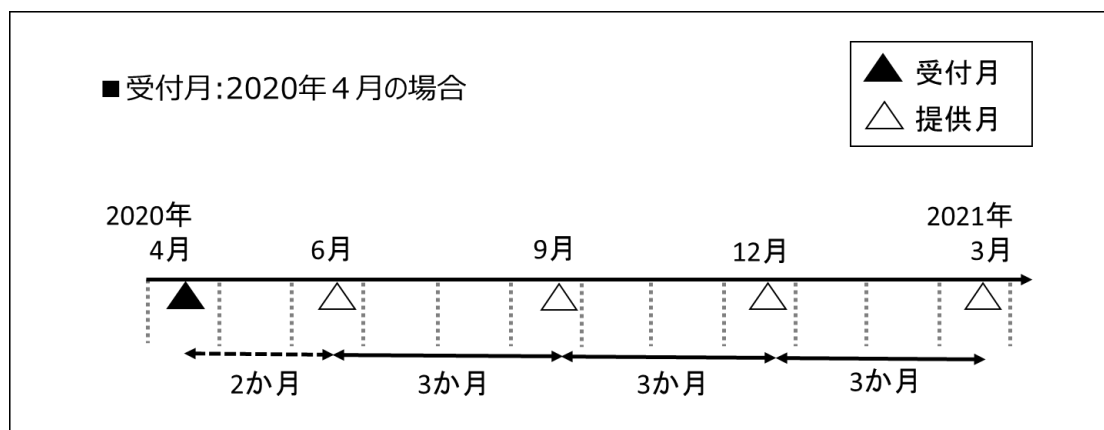 ■受付月:2020年４月の場合
▲ 受付月
△ 提供月
2020年
4月
6月
9月
12月
2021年
3月
2か月
3か月
3か月
3か月